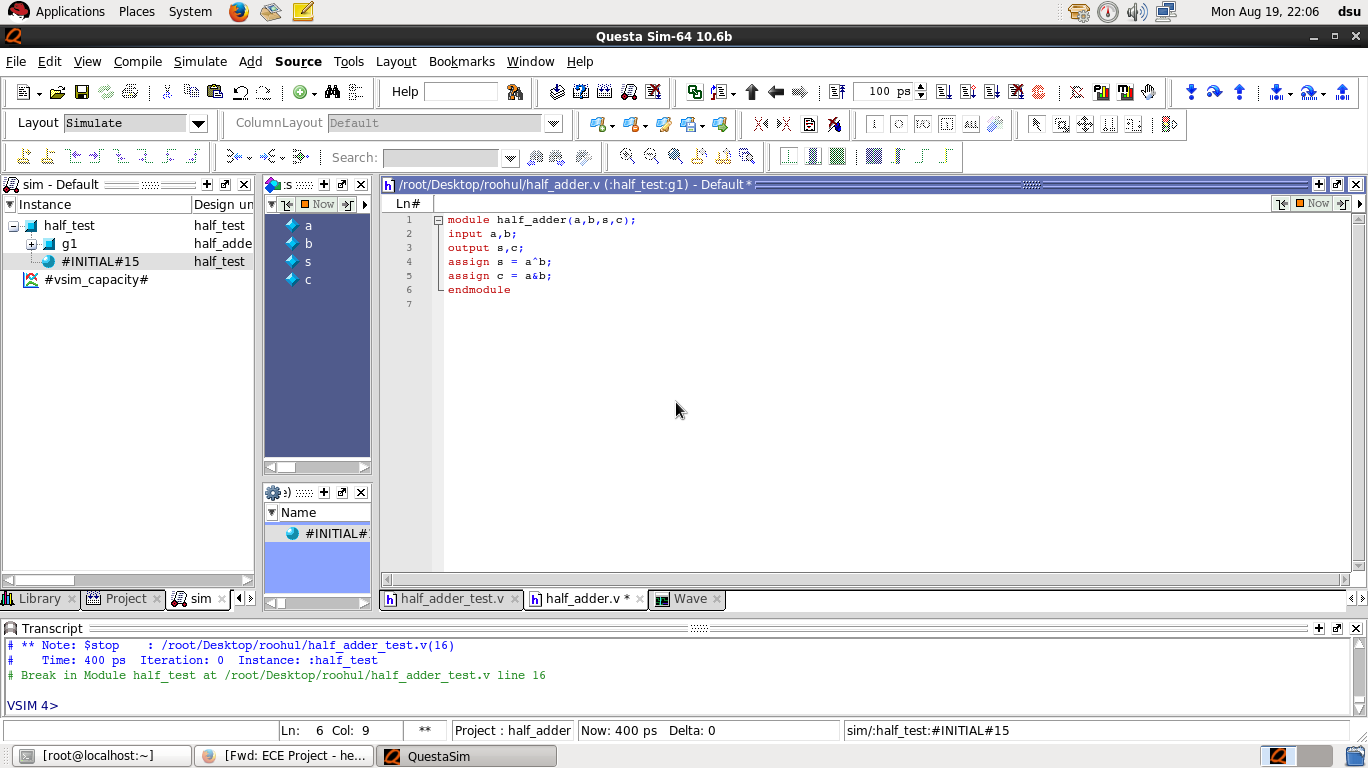 Applications Places System Mon Aug 19, 22:06 dsu
Questa Sim-64 10.6b
File Edit View Compile Simulate Add Source Tools Layout Bookmarks Window Help
Help 100 ps
Layout Simulate ColumnLayout Default
Search:
sim - Default
Instance Design un
half_test half_test
g1 half_adde
#INITIAL#15 half_test
#vsim_capacity#
Library Project sim
:s
Now
a
b
s
c
Name
#INITIAL#
/root/Desktop/roohul/half_adder.v (:half_test:g1) - Default *
Ln# Now
1 module half_adder(a,b,s,c);
2 input a,b;
3 output s,c;
4 assign s = a^b;
5 assign c = a&b;
6 endmodule
7
half_adder_test.v half_adder.v * Wave
Transcript
# ** Note: $stop    : /root/Desktop/roohul/half_adder_test.v(16)
#    Time: 400 ps  Iteration: 0  Instance: :half_test
# Break in Module half_test at /root/Desktop/roohul/half_adder_test.v line 16
VSIM 4>
Ln: 6 Col: 9 ** Project : half_adder Now: 400 ps Delta: 0 sim/:half_test:#INITIAL#15
[root@localhost:~] [Fwd: ECE Project - he... QuestaSim